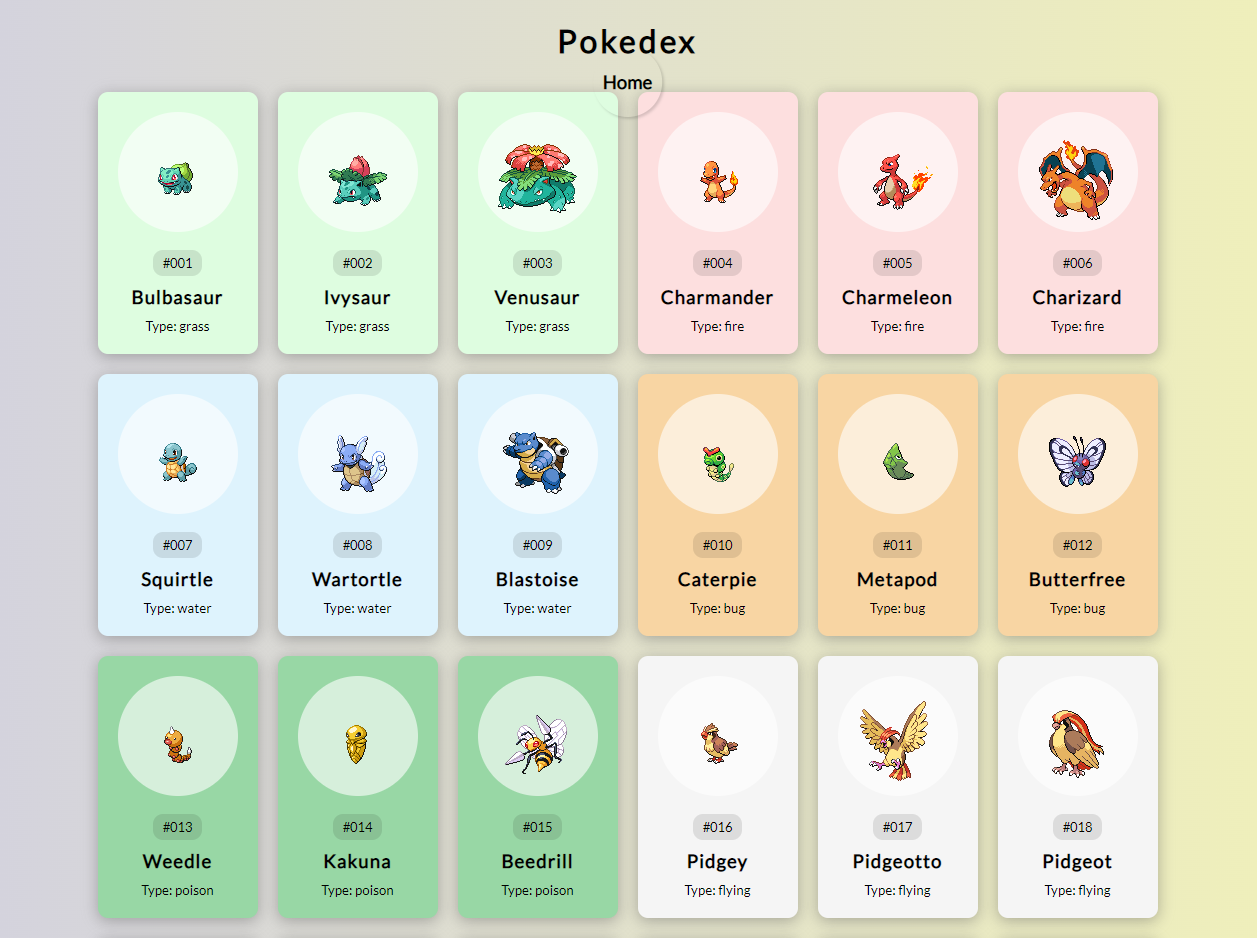 Pokedex
Home
#001
Bulbasaur
Type: grass
#002
Ivysaur
Type: grass
#003
Venusaur
Type: grass
#004
Charmander
Type: fire
#005
Charmeleon
Type: fire
#006
Charizard
Type: fire
#007
Squirtle
Type: water
#008
Wartortle
Type: water
#009
Blastoise
Type: water
#010
Caterpie
Type: bug
#011
Metapod
Type: bug
#012
Butterfree
Type: bug
#013
Weedle
Type: poison
#014
Kakuna
Type: poison
#015
Beedrill
Type: poison
#016
Pidgey
Type: flying
#017
Pidgeotto
Type: flying
#018
Pidgeot
Type: flying